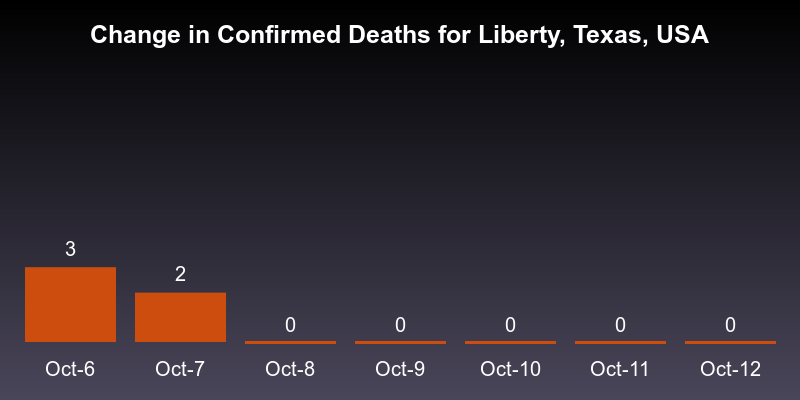 Change in Confirmed Deaths for Liberty, Texas, USA
3
2
0
0
0
0
0
Oct-6
Oct-7
Oct-8
Oct-9
Oct-10
Oct-11
Oct-12